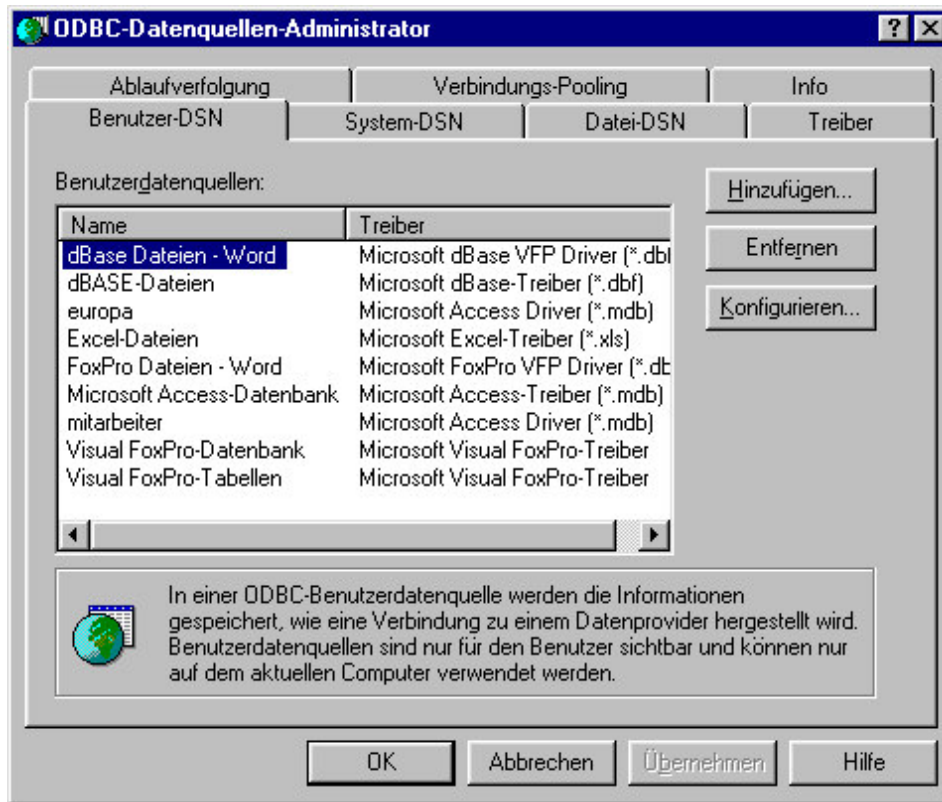 ODBC-Datenquellen-Administrator
Ablaufverfolgung Verbindungs-Pooling Info
Benutzer-DSN System-DSN Datei-DSN Treiber
Benutzerdatenquellen:
Hinzufügen...
Entfernen
Konfigurieren...
Name Treiber
dBase Dateien - Word Microsoft dBase VFP Driver (*.dbf
dBASE-Dateien Microsoft dBase-Treiber (*.dbf)
europa Microsoft Access Driver (*.mdb)
Excel-Dateien Microsoft Excel-Treiber (*.xls)
FoxPro Dateien - Word Microsoft FoxPro VFP Driver (*.db
Microsoft Access-Datenbank Microsoft Access-Treiber (*.mdb)
mitarbeiter Microsoft Access Driver (*.mdb)
Visual FoxPro-Datenbank Microsoft Visual FoxPro-Treiber
Visual FoxPro-Tabellen Microsoft Visual FoxPro-Treiber
In einer ODBC-Benutzerdatenquelle werden die Informationen
gespeichert, wie eine Verbindung zu einem Datenprovider hergestellt wird.
Benutzerdatenquellen sind nur für den Benutzer sichtbar und können nur
auf dem aktuellen Computer verwendet werden.
OK Abbrechen Übernehmen Hilfe